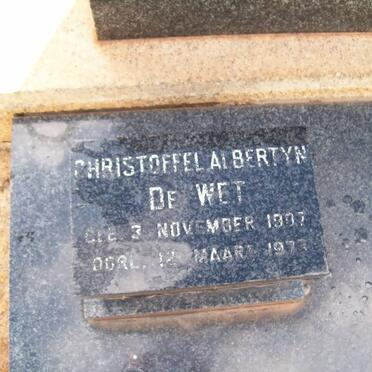 CHRISTOFFEL ALBERTYN
DE WET
GEB. 3 NOVEMBER 1907
OORL. 12 MAART